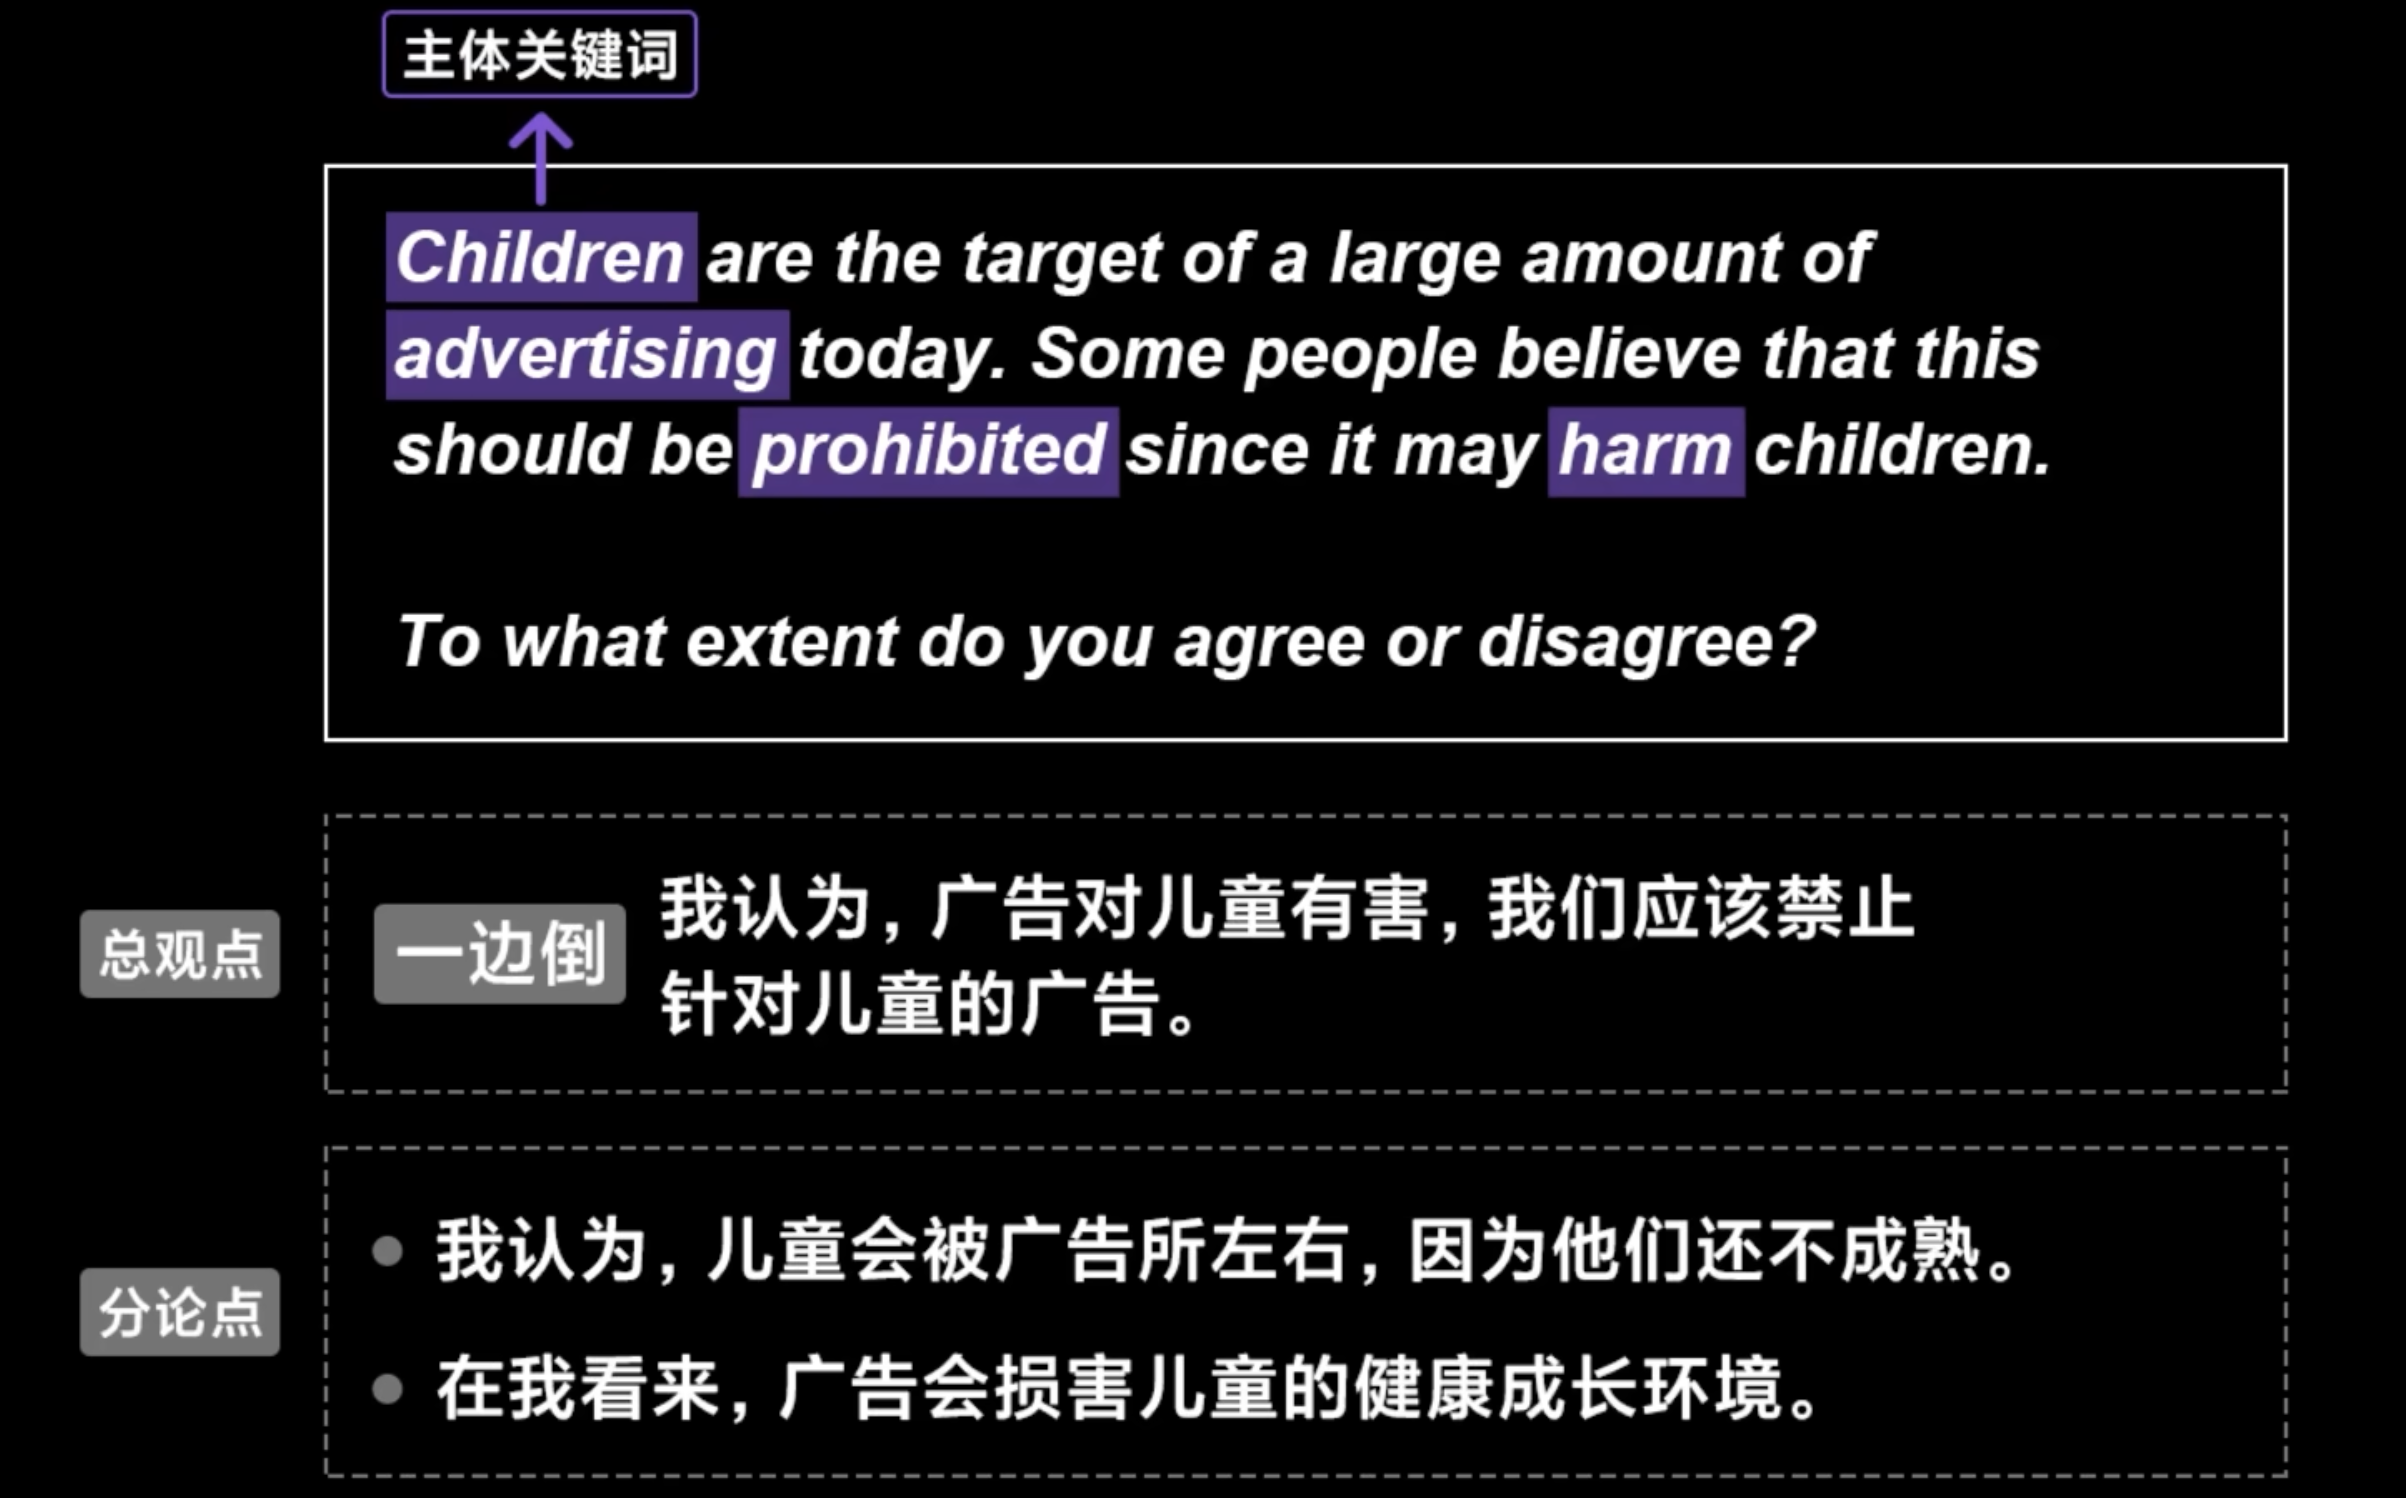 主体关键词
Children are the target of a large amount of
advertising today. Some people believe that this
should be prohibited since it may harm children.
To what extent do you agree or disagree?
总观点
一边倒
我认为，广告对儿童有害，我们应该禁止
针对儿童的广告。
分论点
我认为，儿童会被广告所左右，因为他们还不成熟。
在我看来，广告会损害儿童的健康成长环境。